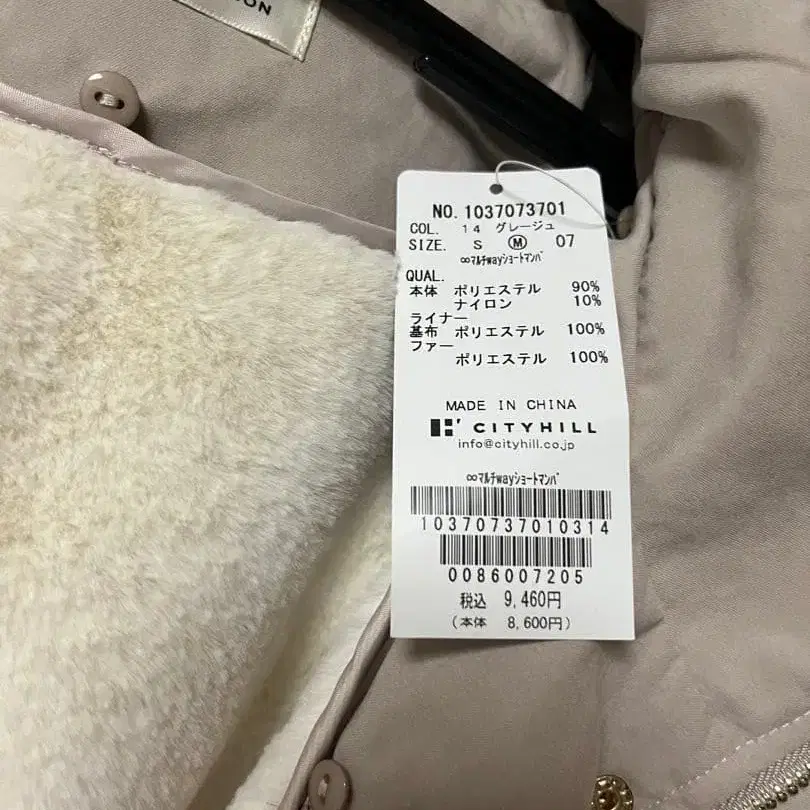 ON
NO. 1037073701
COL. 14 グレージュ
SIZE. S Ⓜ 07
∞ﾏﾙﾁwayｼｮｰﾄﾏﾝﾊﾟ
QUAL.
本体 ポリエステル 90%
ナイロン 10%
ライナー
基布 ポリエステル 100%
ファー
ポリエステル 100%
MADE IN CHINA
CITYHILL
info@cityhill.co.jp
∞ﾏﾙﾁwayｼｮｰﾄﾏﾝﾊﾟ
10370737010314
0086007205
税込 9,460円
(本体 8,600円)